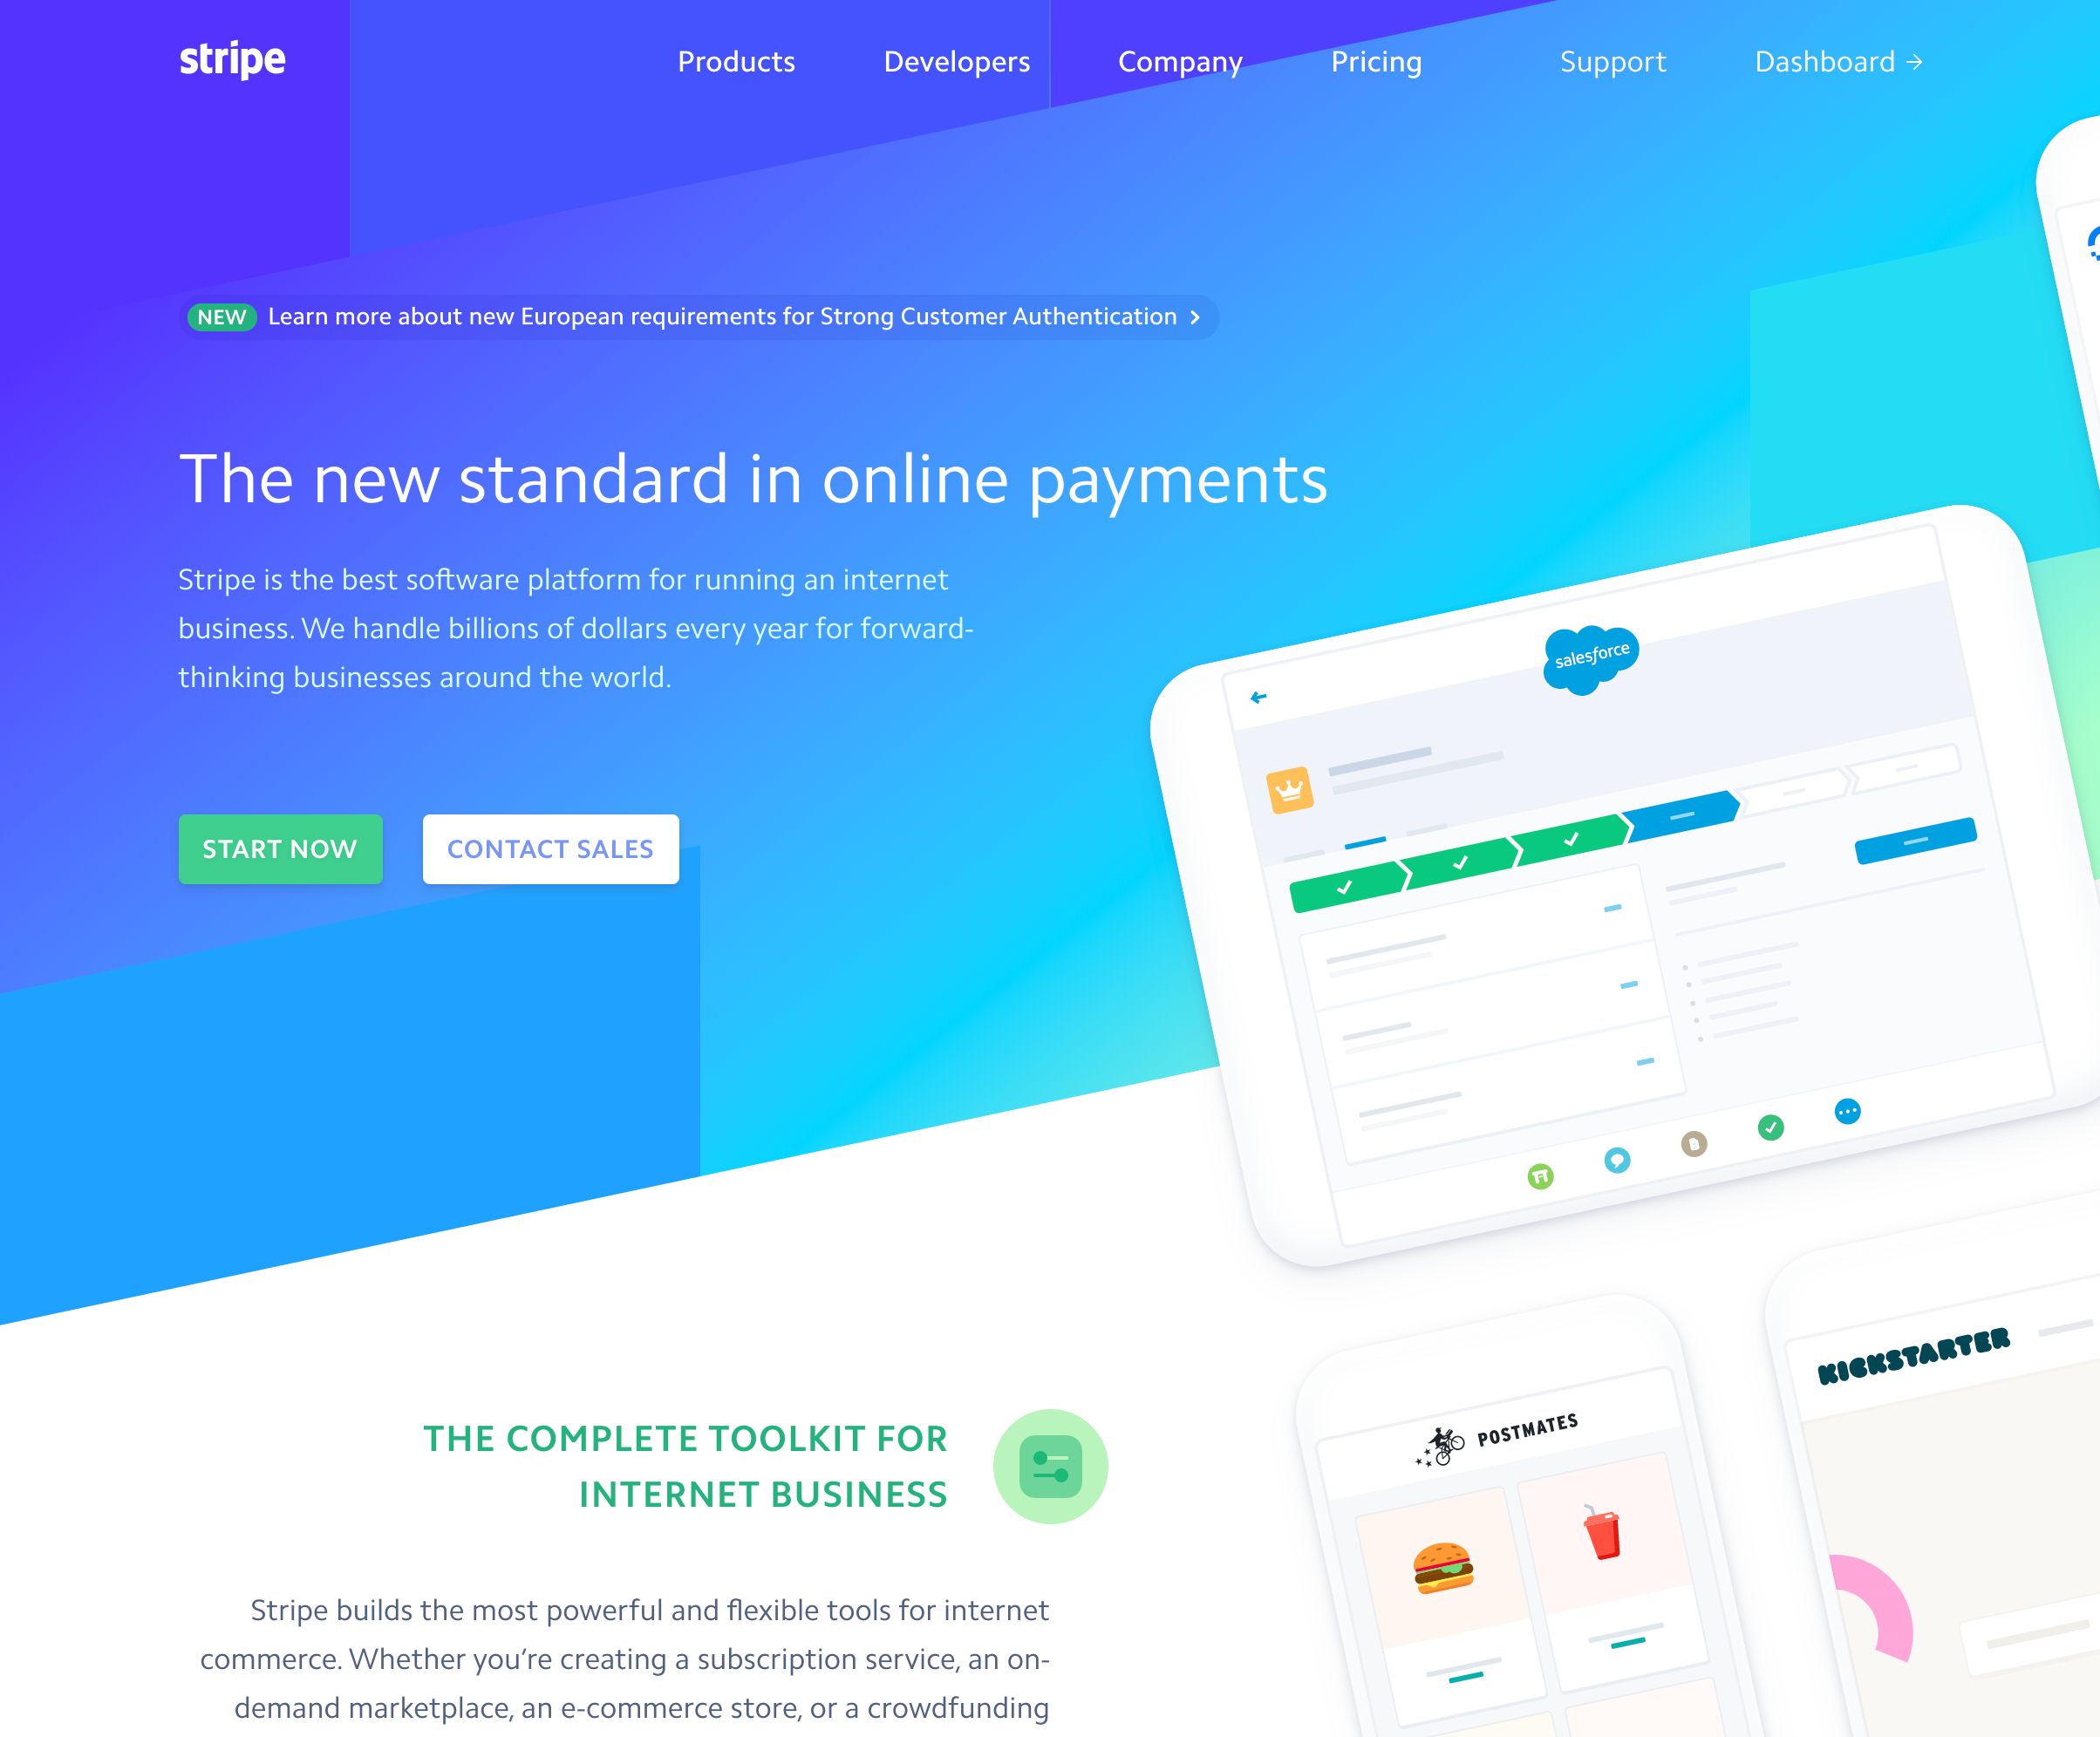 stripe
Products Developers Company Pricing Support Dashboard →
NEW Learn more about new European requirements for Strong Customer Authentication
The new standard in online payments
Stripe is the best software platform for running an internet
business. We handle billions of dollars every year for forward-
thinking businesses around the world.
START NOW CONTACT SALES
salesforce
THE COMPLETE TOOLKIT FOR
INTERNET BUSINESS
Stripe builds the most powerful and flexible tools for internet
commerce. Whether you’re creating a subscription service, an on-
demand marketplace, an e-commerce store, or a crowdfunding
POSTMATES
KICKSTARTER